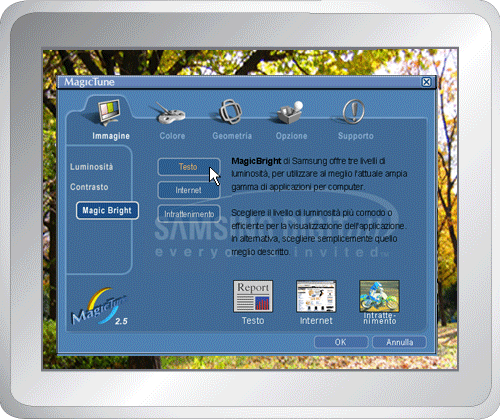 MagicTune
Immagine Colore Geometria Opzione Supporto
Luminosità
Contrasto
Magic Bright
Testo
Internet
Intrattenimento
MagicBright di Samsung offre tre livelli di
luminosità, per utilizzare al meglio l'attuale ampia
gamma di applicazioni per computer.
Scegliere il livello di luminosità più comodo o
efficiente per la visualizzazione dell'applicazione.
In alternativa, scegliere semplicemente quello
meglio descritto.
SAMSUNG DIGITall
everyone's invited™
Report
Testo Internet Intratte-
nimento
MagicTune
2.5
OK Annulla